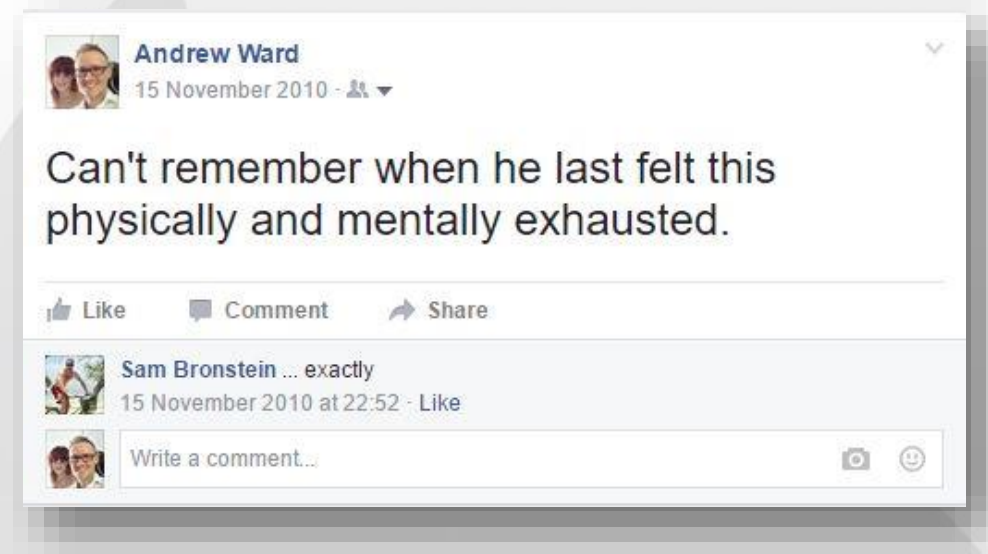 Andrew Ward
15 November 2010 ·
Can't remember when he last felt this
physically and mentally exhausted.
Like Comment Share
Sam Bronstein ... exactly
15 November 2010 at 22:52 · Like
Write a comment...